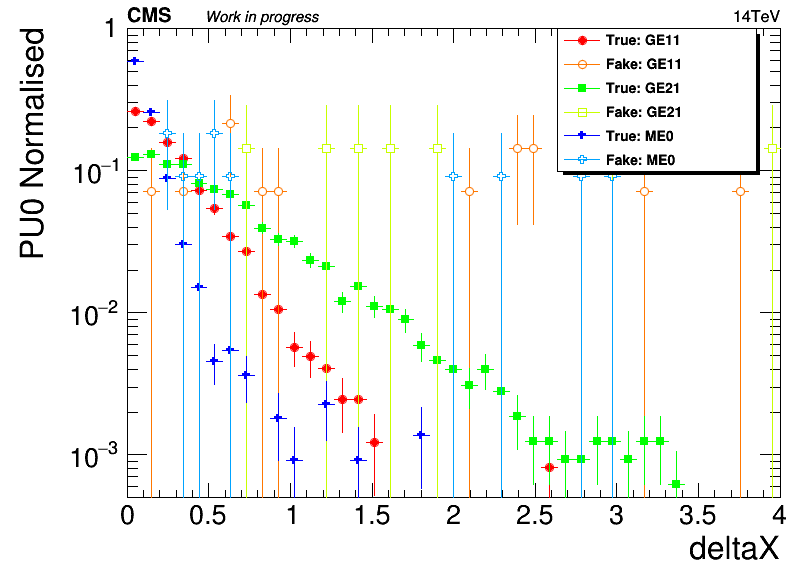 CMS Work in progress 14TeV
PU0 Normalised
1
10−1
10−2
10−3
True: GE11
Fake: GE11
True: GE21
Fake: GE21
True: ME0
Fake: ME0
0 0.5 1 1.5 2 2.5 3 3.5 4
deltaX